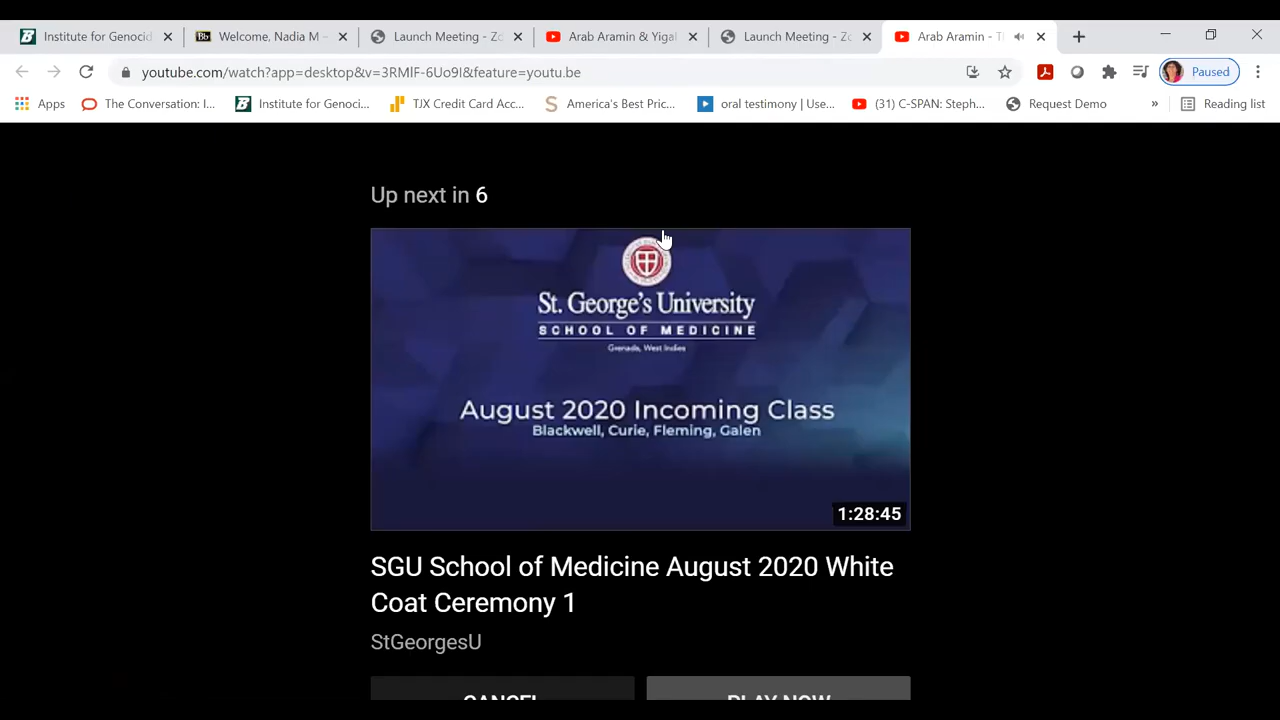 Institute for Genocid
Welcome, Nadia M –
Launch Meeting - Zo
Arab Aramin & Yigal
Launch Meeting - Zo
Arab Aramin - T
youtube.com/watch?app=desktop&v=3RMlF-6Uo9I&feature=youtu.be
Paused
Apps
The Conversation: I...
Institute for Genoci...
TJX Credit Card Acc...
America's Best Pric...
oral testimony | Use...
(31) C-SPAN: Steph...
Request Demo
»
Reading list
Up next in 6
St. George's University
SCHOOL OF MEDICINE
Grenada, West Indies
August 2020 Incoming Class
Blackwell, Curie, Fleming, Galen
1:28:45
SGU School of Medicine August 2020 White
Coat Ceremony 1
StGeorgesU
CANCEL
PLAY NOW